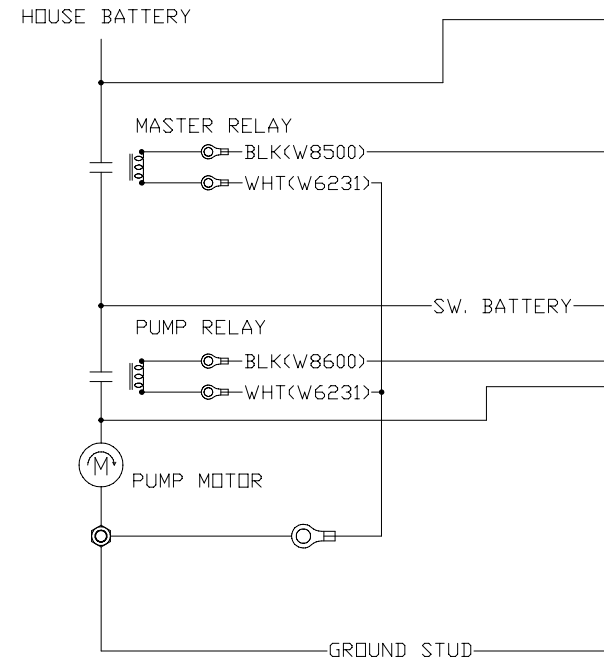 HOUSE BATTERY
MASTER RELAY
BLK(W8500)
WHT(W6231)
SW. BATTERY
PUMP RELAY
BLK(W8600)
WHT(W6231)
M
PUMP MOTOR
GROUND STUD